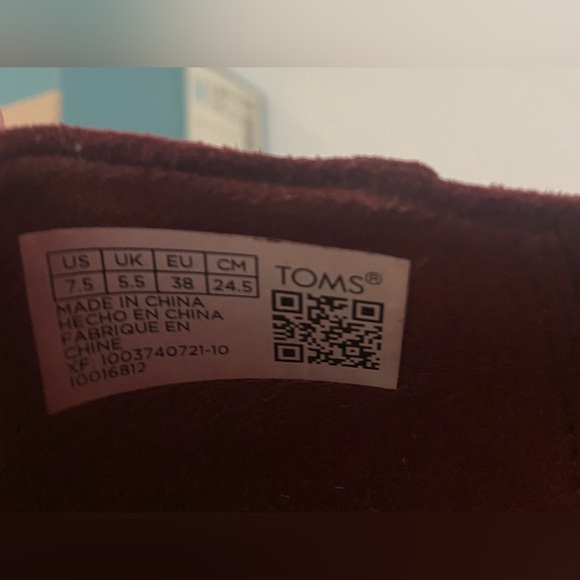 US UK EU CM
7.5 5.5 38 24.5
TOMS®
MADE IN CHINA
HECHO EN CHINA
FABRIQUE EN
CHINE
XF: 1003740721-10
10016812